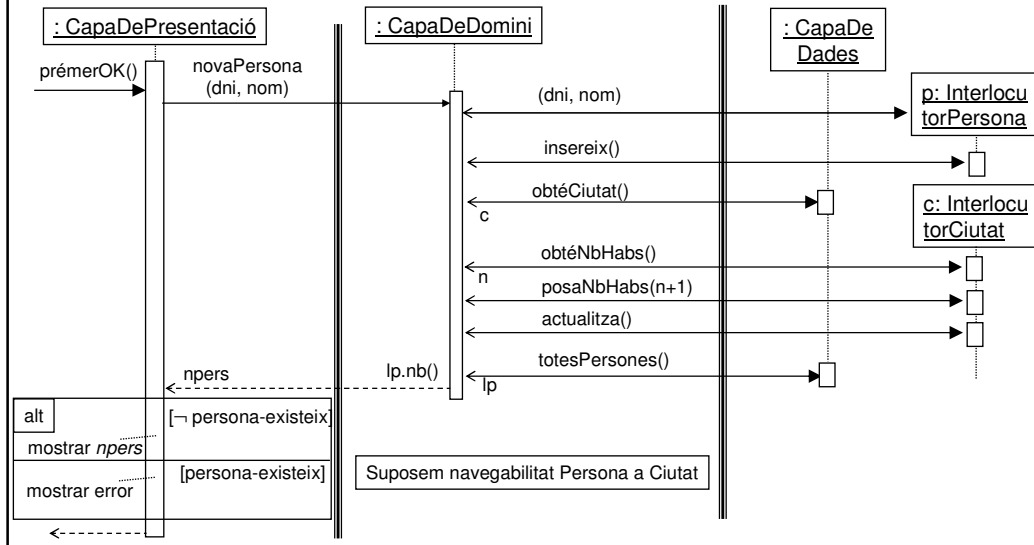 : CapaDePresentació
: CapaDeDomini
: CapaDe
Dades
prémerOK()
novaPersona
(dni, nom)
(dni, nom)
p: Interlocu
torPersona
insereix()
obtéCiutat()
c
c: Interlocu
torCiutat
obtéNbHabs()
n
posaNbHabs(n+1)
actualitza()
totesPersones()
lp
lp.nb()
npers
alt
[¬ persona-existeix]
mostrar npers
[persona-existeix]
mostrar error
Suposem navegabilitat Persona a Ciutat